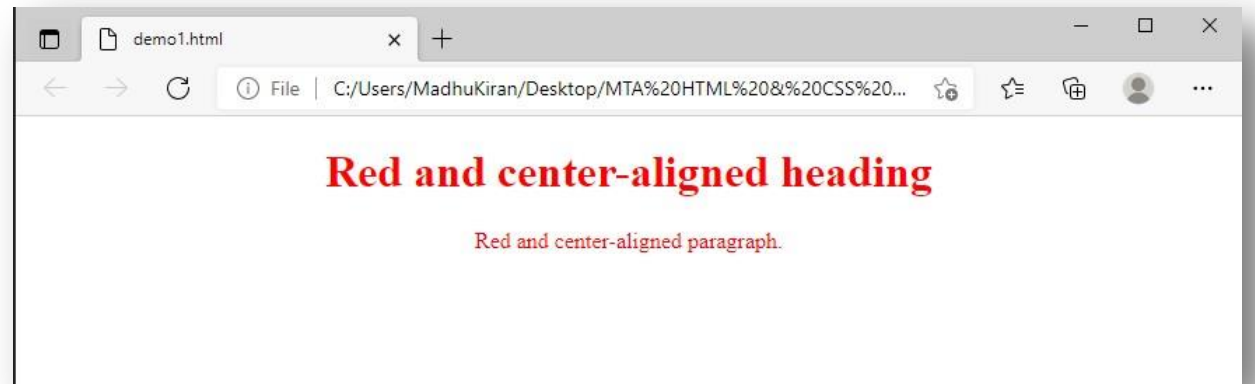 demo1.html
File | C:/Users/MadhuKiran/Desktop/MTA%20HTML%20&%20CSS%20...
Red and center-aligned heading
Red and center-aligned paragraph.